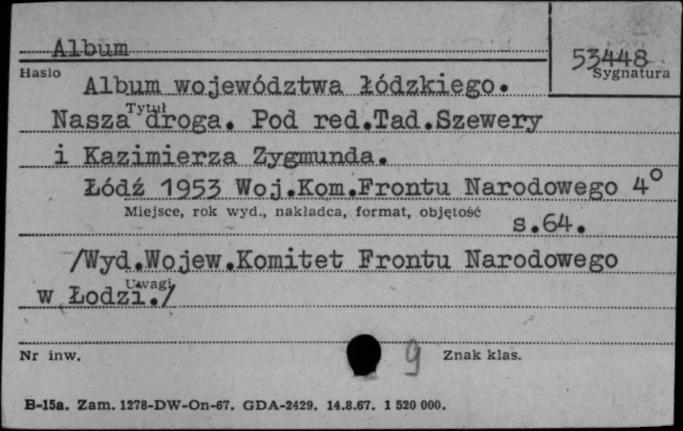 Album
53448
Hasło
Sygnatura
Album województwa łódzkiego.
Tytuł
Nasza droga. Pod red.Tad.Szewery
i Kazimierza Zygmunda.
Łódź 1953 Woj.Kom.Frontu Narodowego 4°
Miejsce, rok wyd., nakładca, format, objętość
s.64.
/Wyd.Wojew.Komitet Frontu Narodowego
Uwagi
w Łodzi./
Nr inw.
9
Znak klas.
B-15a. Zam. 1278-DW-On-67. GDA-2429. 14.8.67. 1 520 000.